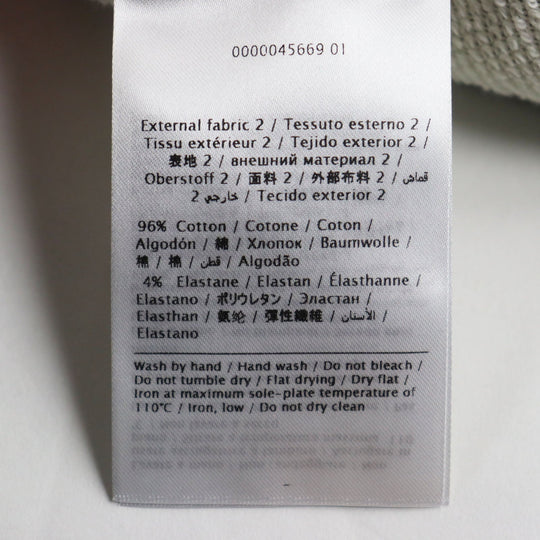 0000045669 01
External fabric 2 / Tessuto esterno 2 /
Tissu extérieur 2 / Tejido exterior 2 /
表地 2 / внешний материал 2 /
Oberstoff 2 / 面料 2 / 外部布料 2 / قماش
خارجي 2 / Tecido exterior 2
96% Cotton / Cotone / Coton /
Algodón / 綿 / Хлопок / Baumwolle /
棉 / 棉 / قطن / Algodão
4% Elastane / Elastan / Élasthanne /
Elastano / ポリウレタン / Эластан /
Elasthan / 氨纶 / 彈性纖維 / الأستان /
Elastano
Wash by hand / Hand wash / Do not bleach /
Do not tumble dry / Flat drying / Dry flat /
Iron at maximum sole-plate temperature of
110°C / Iron, low / Do not dry clean